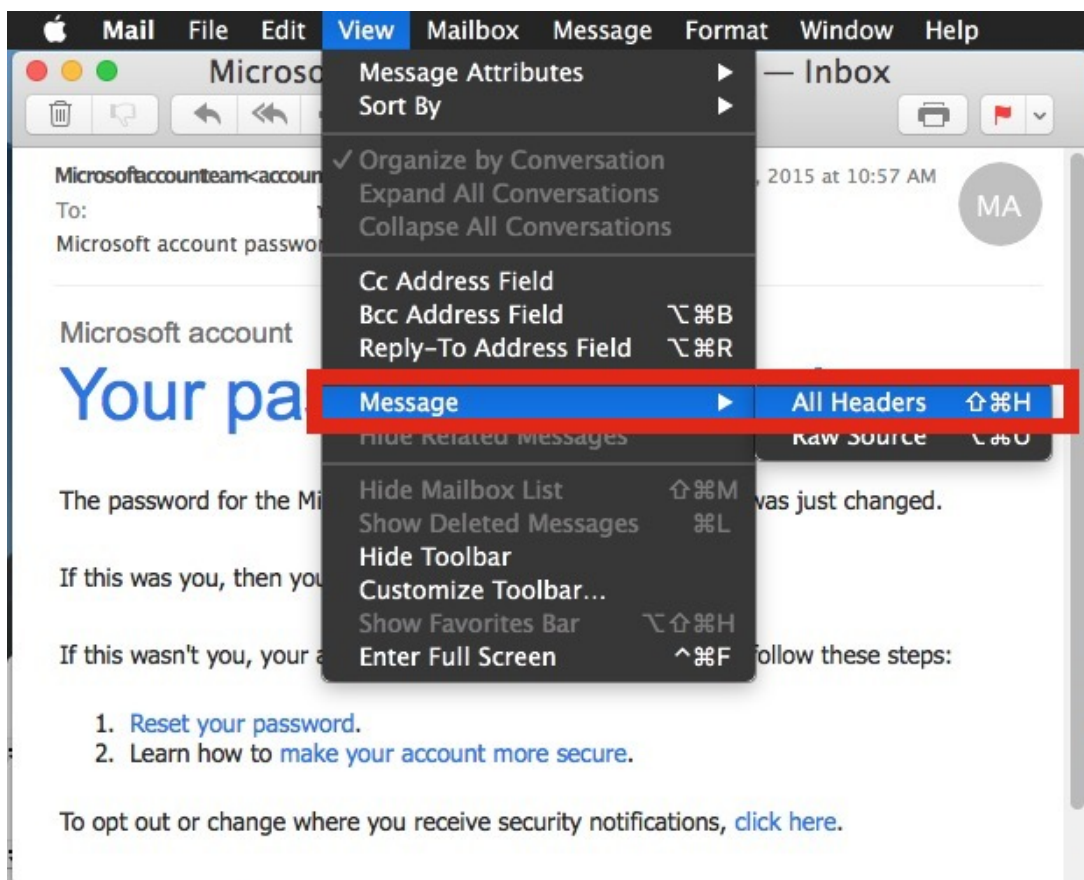 Mail File Edit View Mailbox Message Format Window Help
Microso — Inbox
Message Attributes ▶
Sort By ▶
✓ Organize by Conversation
Expand All Conversations
Collapse All Conversations
Cc Address Field
Bcc Address Field ⌥⌘B
Reply-To Address Field ⌥⌘R
Message ▶ All Headers ⇧⌘H
Hide Related Messages Raw Source ⌥⌘U
Hide Mailbox List ⇧⌘M
Show Deleted Messages ⌘L
Hide Toolbar
Customize Toolbar...
Show Favorites Bar ⌥⇧⌘H
Enter Full Screen ^⌘F
Microsoftaccounteam<accoun , 2015 at 10:57 AM
MA
To:
Microsoft account passwo
Microsoft account
Your pa
The password for the Mi was just changed.
If this was you, then you
If this wasn't you, your a follow these steps:
1. Reset your password.
2. Learn how to make your account more secure.
To opt out or change where you receive security notifications, click here.